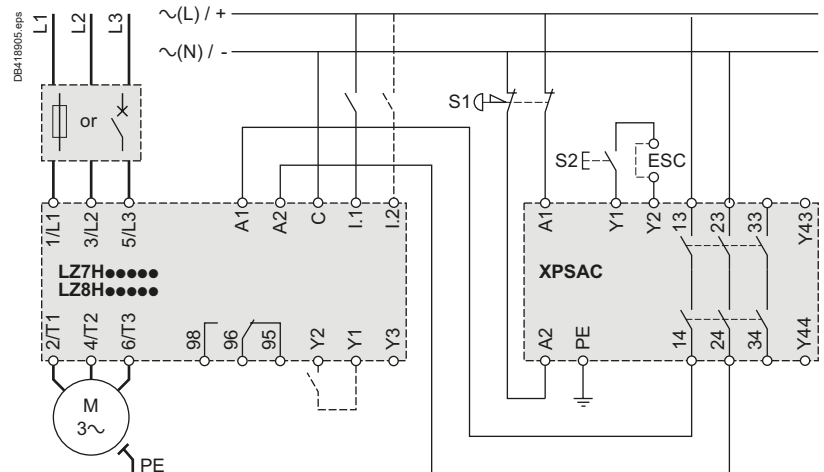 DB418905.eps
L1
L2
L3
∿(L) / +
∿(N) / -
or
S1
S2
ESC
1/L1
3/L2
5/L3
A1
A2
C
I.1
I.2
A1
Y1
Y2
13
23
33
Y43
LZ7H●●●●●
LZ8H●●●●●
XPSAC
2/T1
4/T2
6/T3
98
96
95
Y2
Y1
Y3
A2
PE
14
24
34
Y44
M
3∿
PE